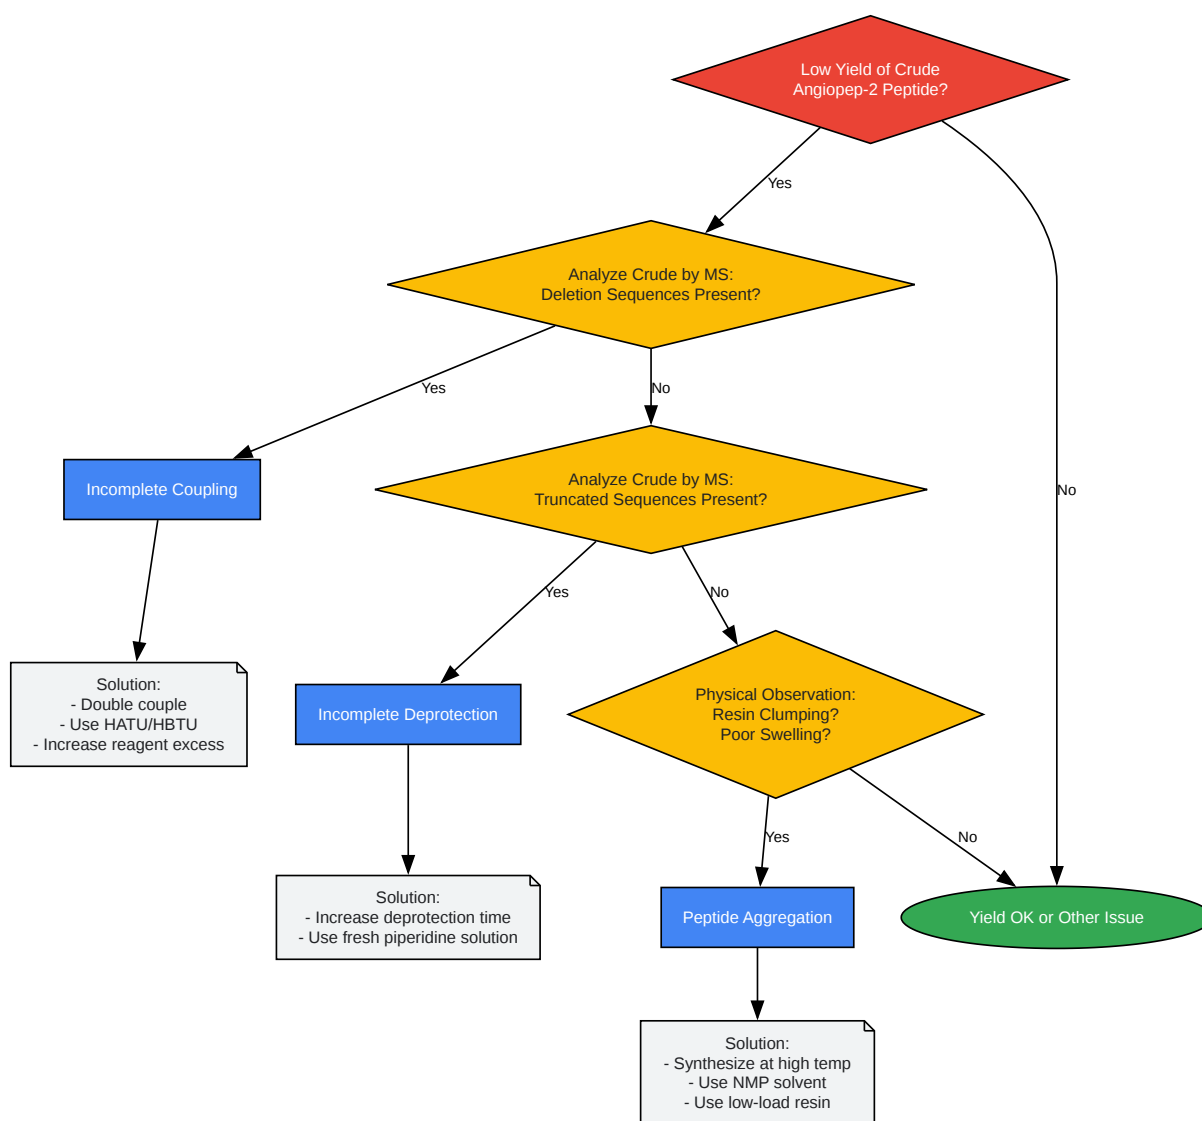 Low Yield of Crude
Angiopep-2 Peptide?
Yes
Analyze Crude by MS:
Deletion Sequences Present?
Yes
No
Incomplete Coupling
Analyze Crude by MS:
Truncated Sequences Present?
No
Yes
No
Solution:
- Double couple
- Use HATU/HBTU
- Increase reagent excess
Incomplete Deprotection
Physical Observation:
Resin Clumping?
Poor Swelling?
Yes
No
Solution:
- Increase deprotection time
- Use fresh piperidine solution
Peptide Aggregation
Yield OK or Other Issue
Solution:
- Synthesize at high temp
- Use NMP solvent
- Use low-load resin